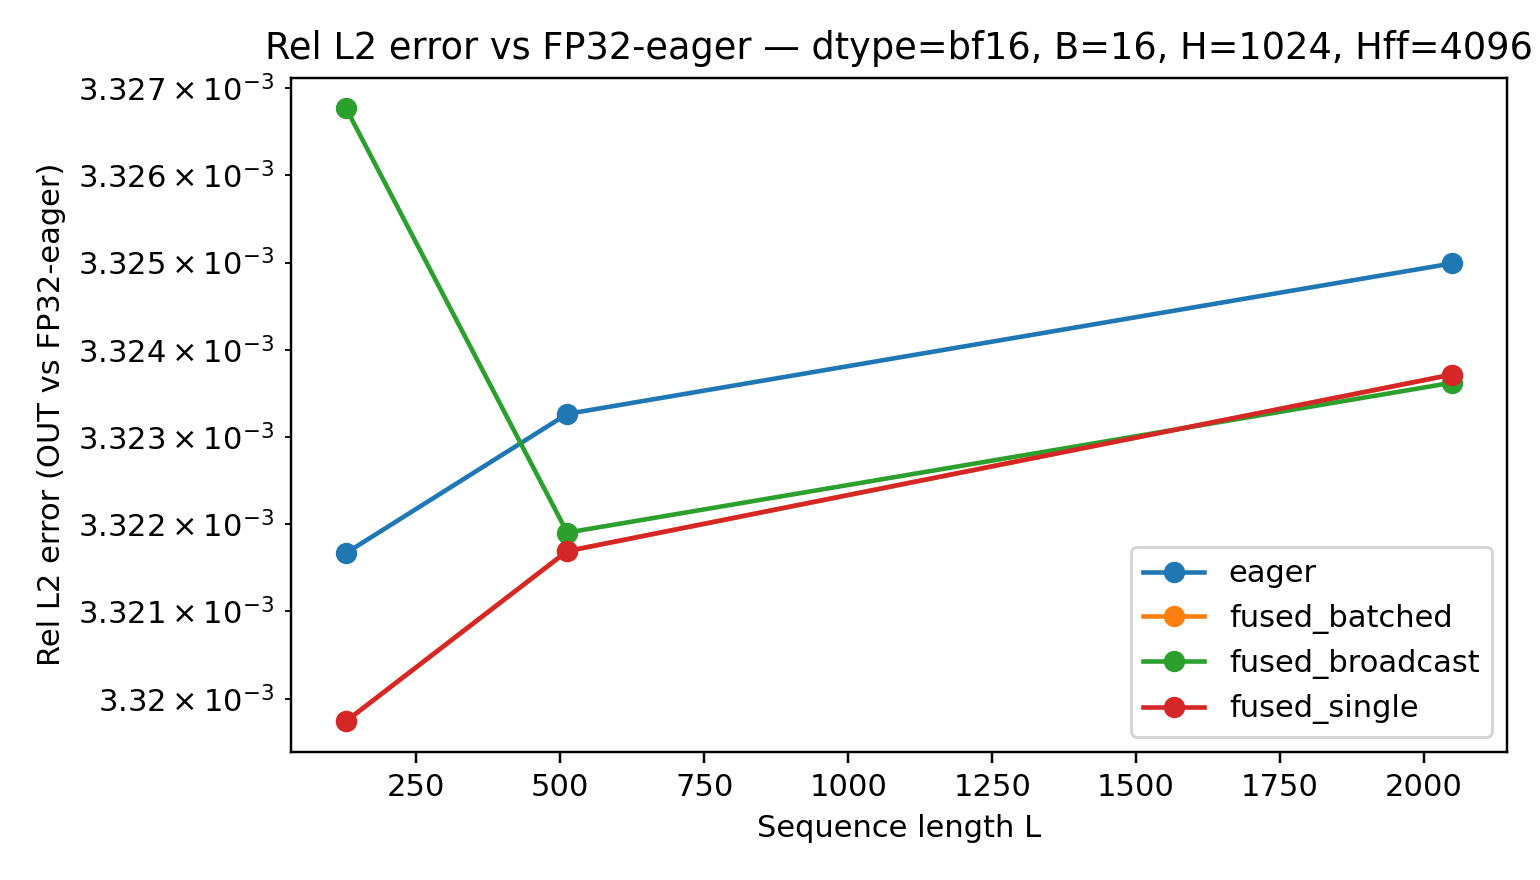 Rel L2 error vs FP32-eager — dtype=bf16, B=16, H=1024, Hff=4096
Rel L2 error (OUT vs FP32-eager)
3.327 × 10⁻³
3.326 × 10⁻³
3.325 × 10⁻³
3.324 × 10⁻³
3.323 × 10⁻³
3.322 × 10⁻³
3.321 × 10⁻³
3.32 × 10⁻³
eager
fused_batched
fused_broadcast
fused_single
250 500 750 1000 1250 1500 1750 2000
Sequence length L